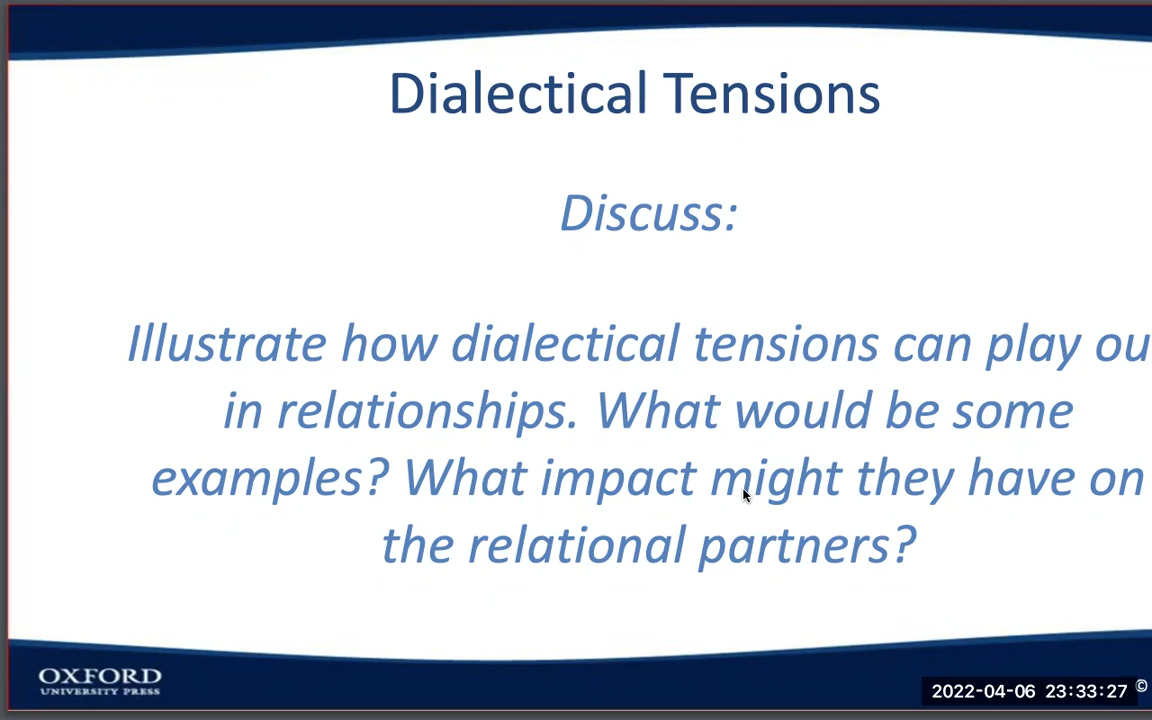 Dialectical Tensions
Discuss:
Illustrate how dialectical tensions can play ou
in relationships. What would be some
examples? What impact might they have on
the relational partners?
OXFORD
UNIVERSITY PRESS
2022-04-06 23:33:27 ©